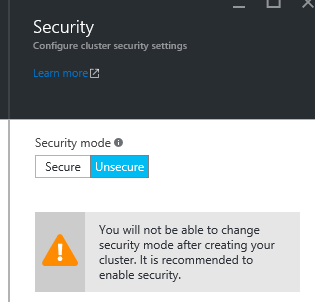 Security
Configure cluster security settings
Learn more
Security mode
Secure Unsecure
You will not be able to change
security mode after creating your
cluster. It is recommended to
enable security.